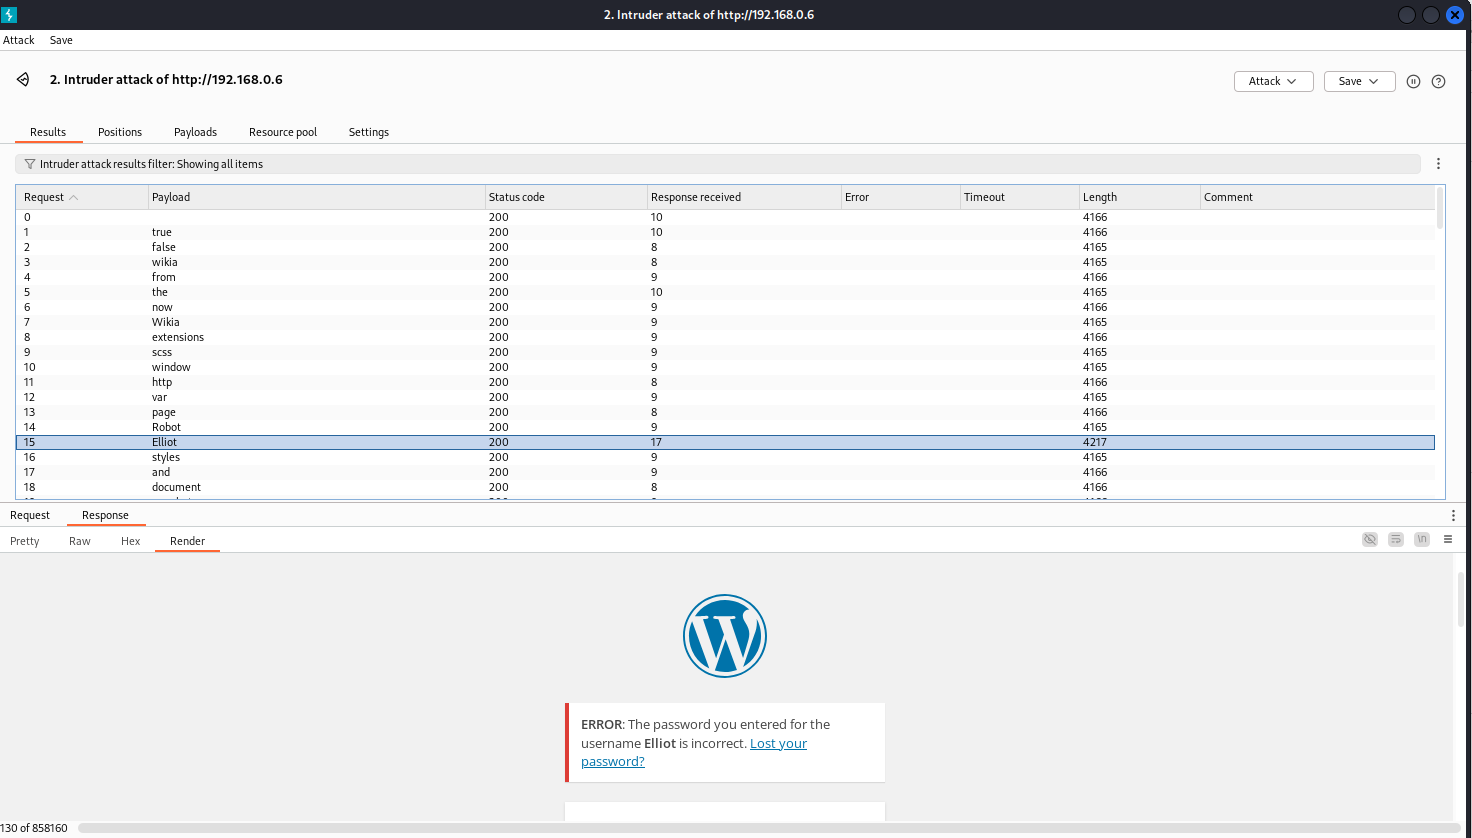 2. Intruder attack of http://192.168.0.6
Attack Save
2. Intruder attack of http://192.168.0.6
Attack Save
Results Positions Payloads Resource pool Settings
Intruder attack results filter: Showing all items
Request Payload Status code Response received Error Timeout Length Comment
0 200 10 4166
1 true 200 10 4166
2 false 200 8 4165
3 wikia 200 8 4165
4 from 200 9 4166
5 the 200 10 4165
6 now 200 9 4166
7 Wikia 200 9 4165
8 extensions 200 9 4166
9 scss 200 9 4165
10 window 200 9 4165
11 http 200 8 4166
12 var 200 9 4165
13 page 200 8 4166
14 Robot 200 9 4165
15 Elliot 200 17 4217
16 styles 200 9 4165
17 and 200 9 4166
18 document 200 8 4166
Request Response
Pretty Raw Hex Render
\n
ERROR: The password you entered for the
username Elliot is incorrect. Lost your
password?
130 of 858160